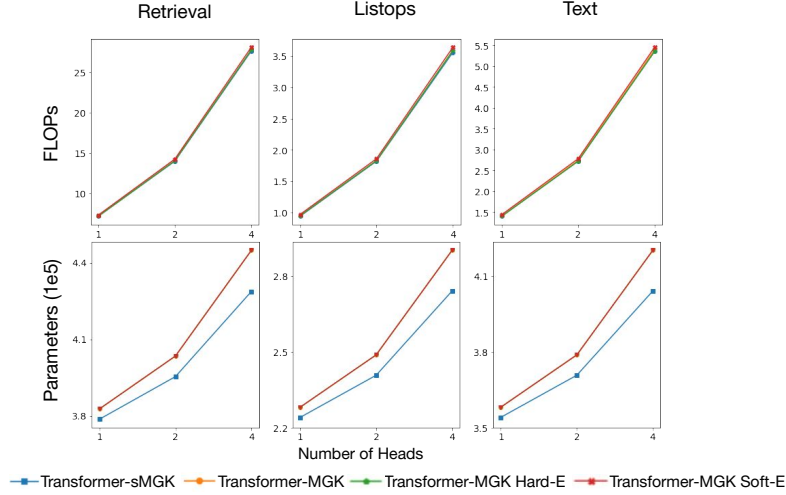 Retrieval Listops Text
FLOPs
25
20
15
10
1 2 4
3.5
3.0
2.5
2.0
1.5
1.0
1 2 4
5.5
5.0
4.5
4.0
3.5
3.0
2.5
2.0
1.5
1 2 4
Parameters (1e5)
4.4
4.1
3.8
1 2 4
2.8
2.5
2.2
1 2 4
4.1
3.8
3.5
1 2 4
Number of Heads
Transformer-sMGK Transformer-MGK Transformer-MGK Hard-E Transformer-MGK Soft-E